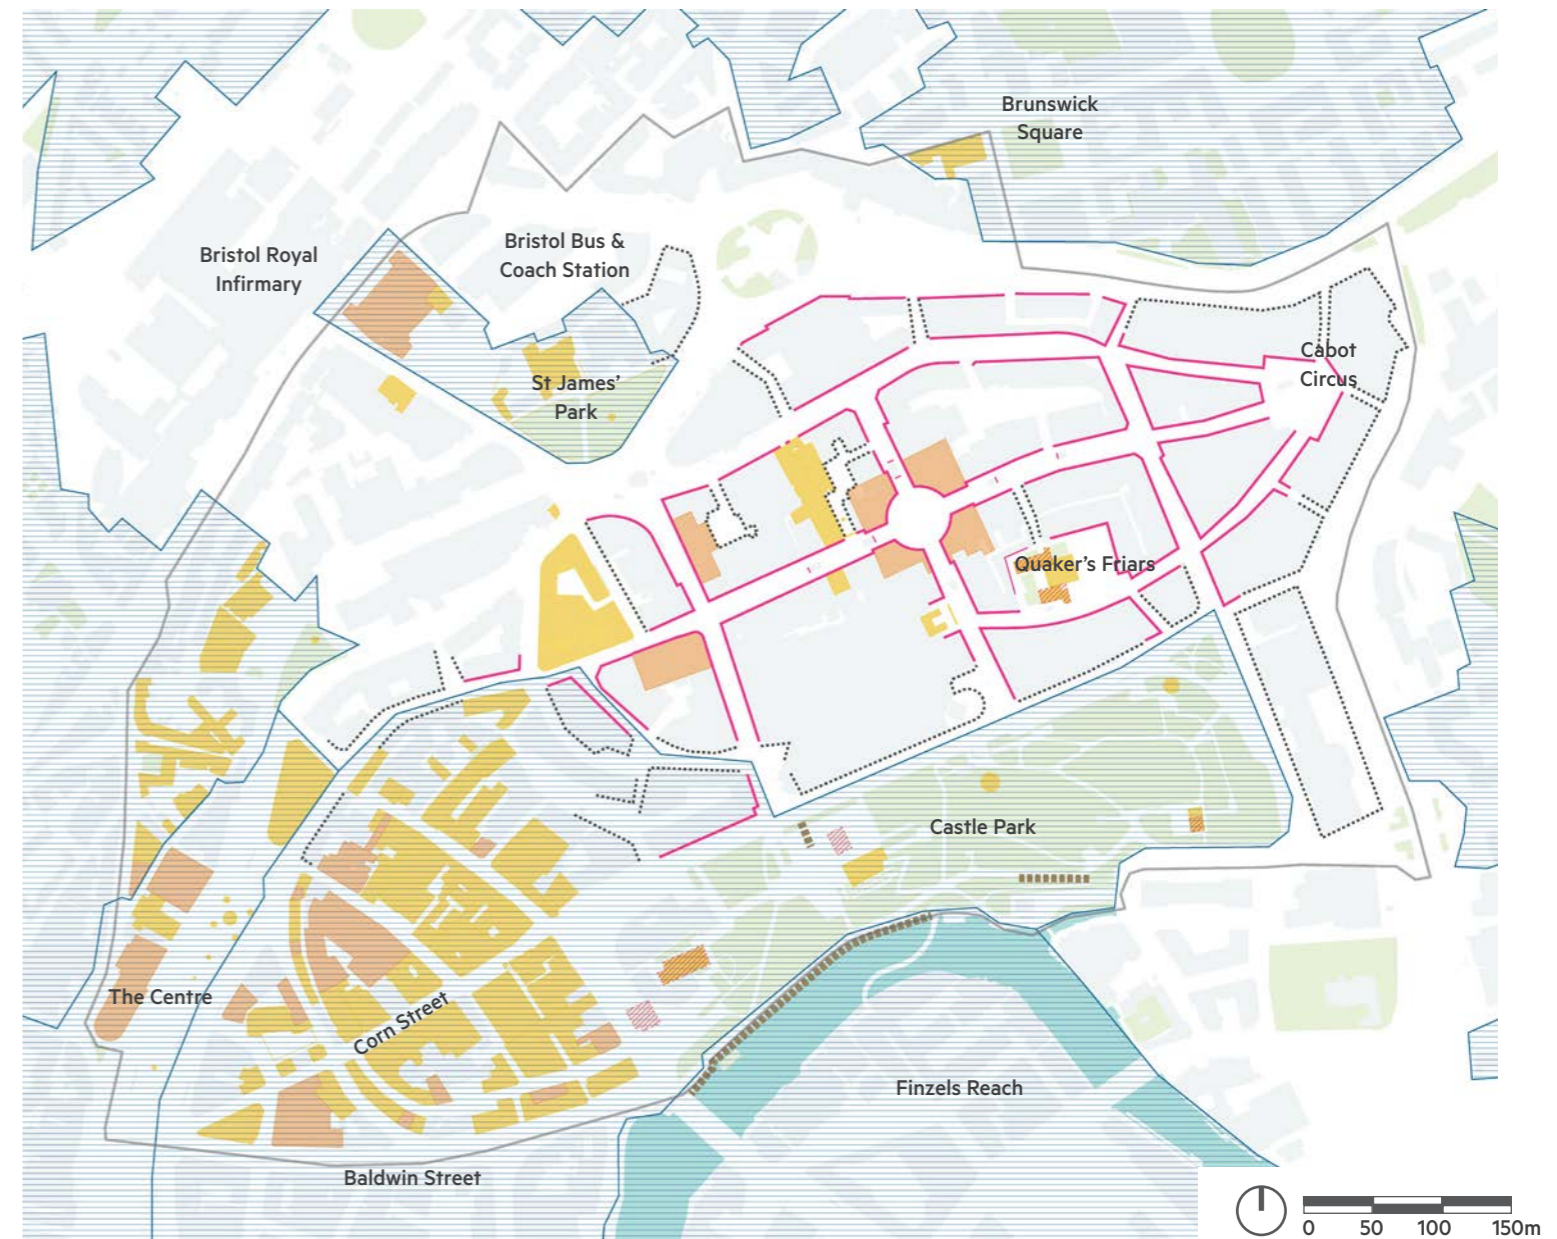 Brunswick
Square
Bristol Royal
Infirmary
Bristol Bus &
Coach Station
St James’
Park
Cabot
Circus
Quaker’s Friars
Castle Park
The Centre
Corn Street
Finzels Reach
Baldwin Street
0 50 100 150m